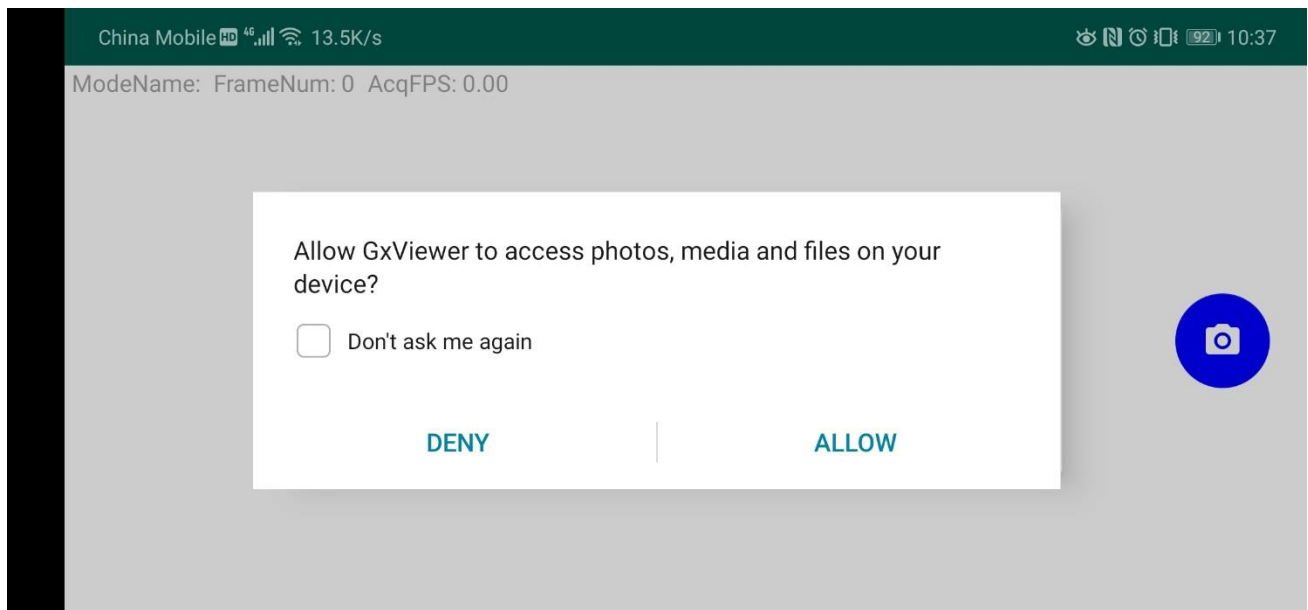 China Mobile HD 4G 13.5K/s 92 10:37
ModeName: FrameNum: 0 AcqFPS: 0.00
Allow GxViewer to access photos, media and files on your
device?
Don't ask me again
DENY ALLOW